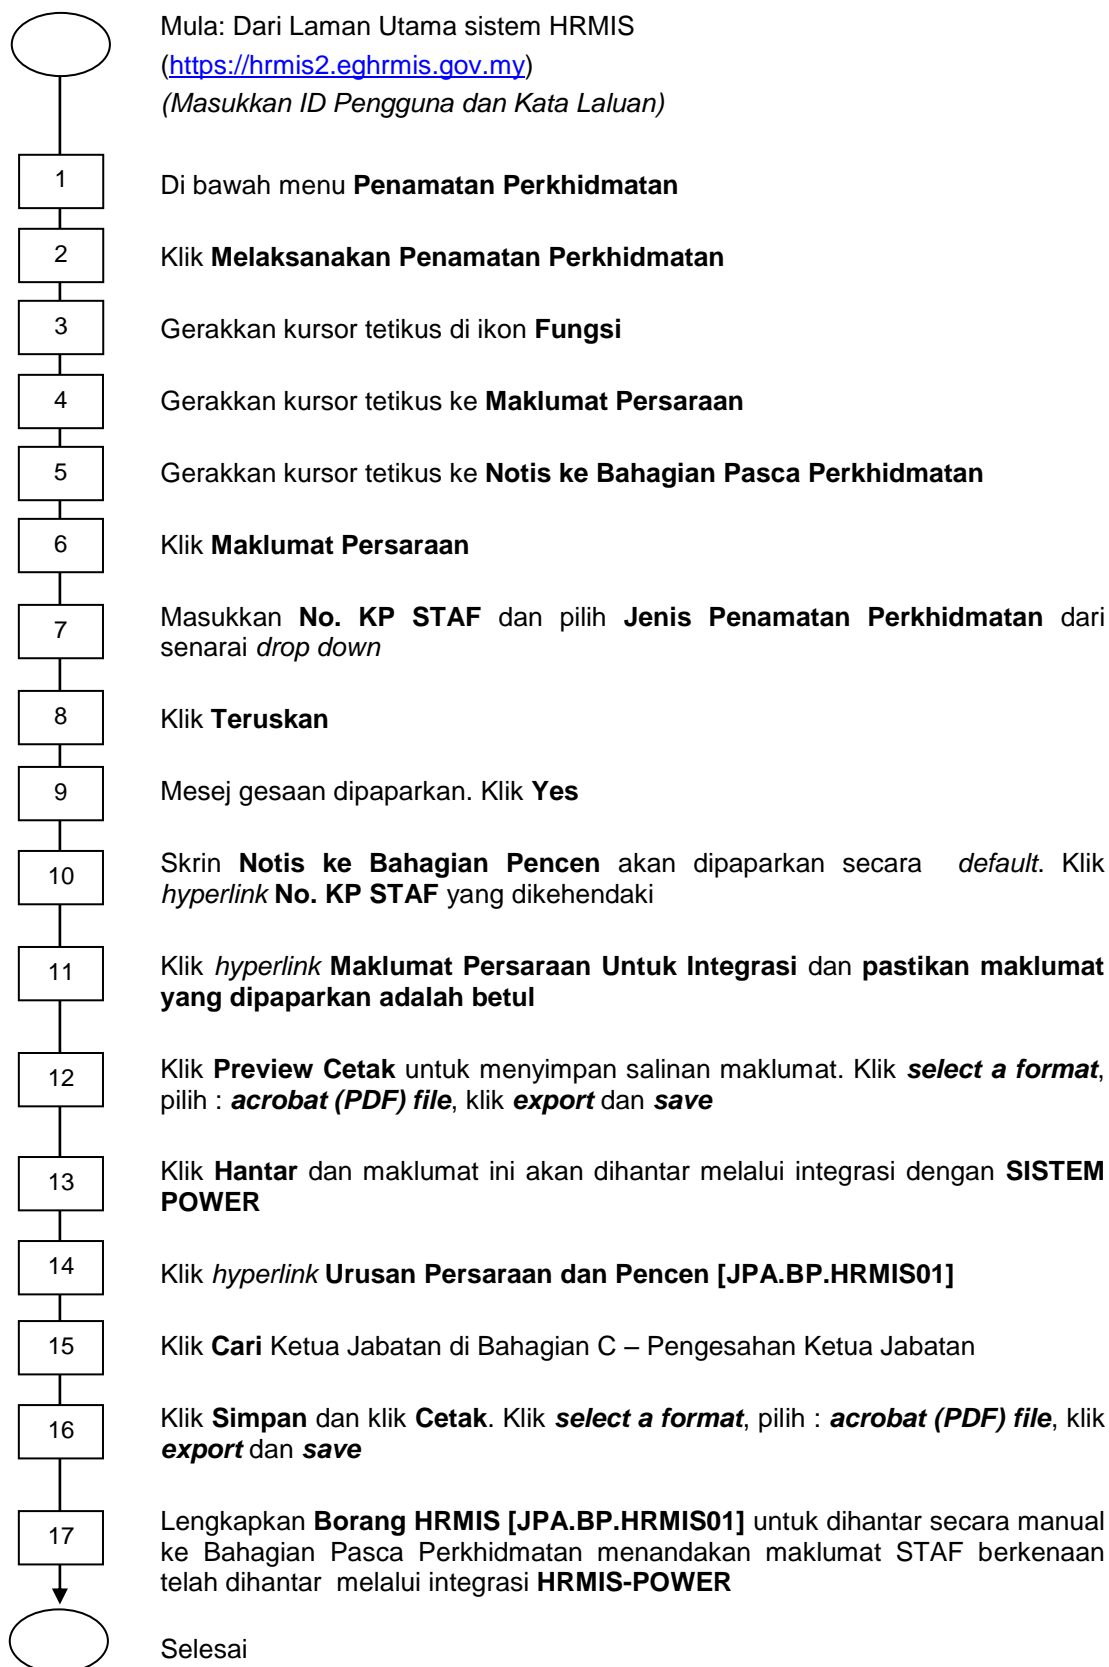 Mula: Dari Laman Utama sistem HRMIS
(https://hrmis2.eghrmis.gov.my)
(Masukkan ID Pengguna dan Kata Laluan)
1
Di bawah menu Penamatan Perkhidmatan
2
Klik Melaksanakan Penamatan Perkhidmatan
3
Gerakkan kursor tetikus di ikon Fungsi
4
Gerakkan kursor tetikus ke Maklumat Persaraan
5
Gerakkan kursor tetikus ke Notis ke Bahagian Pasca Perkhidmatan
6
Klik Maklumat Persaraan
7
Masukkan No. KP STAF dan pilih Jenis Penamatan Perkhidmatan dari
senarai drop down
8
Klik Teruskan
9
Mesej gesaan dipaparkan. Klik Yes
10
Skrin Notis ke Bahagian Pencen akan dipaparkan secara default. Klik
hyperlink No. KP STAF yang dikehendaki
11
Klik hyperlink Maklumat Persaraan Untuk Integrasi dan pastikan maklumat
yang dipaparkan adalah betul
12
Klik Preview Cetak untuk menyimpan salinan maklumat. Klik select a format,
pilih : acrobat (PDF) file, klik export dan save
13
Klik Hantar dan maklumat ini akan dihantar melalui integrasi dengan SISTEM
POWER
14
Klik hyperlink Urusan Persaraan dan Pencen [JPA.BP.HRMIS01]
15
Klik Cari Ketua Jabatan di Bahagian C – Pengesahan Ketua Jabatan
16
Klik Simpan dan klik Cetak. Klik select a format, pilih : acrobat (PDF) file, klik
export dan save
17
Lengkapkan Borang HRMIS [JPA.BP.HRMIS01] untuk dihantar secara manual
ke Bahagian Pasca Perkhidmatan menandakan maklumat STAF berkenaan
telah dihantar melalui integrasi HRMIS-POWER
Selesai